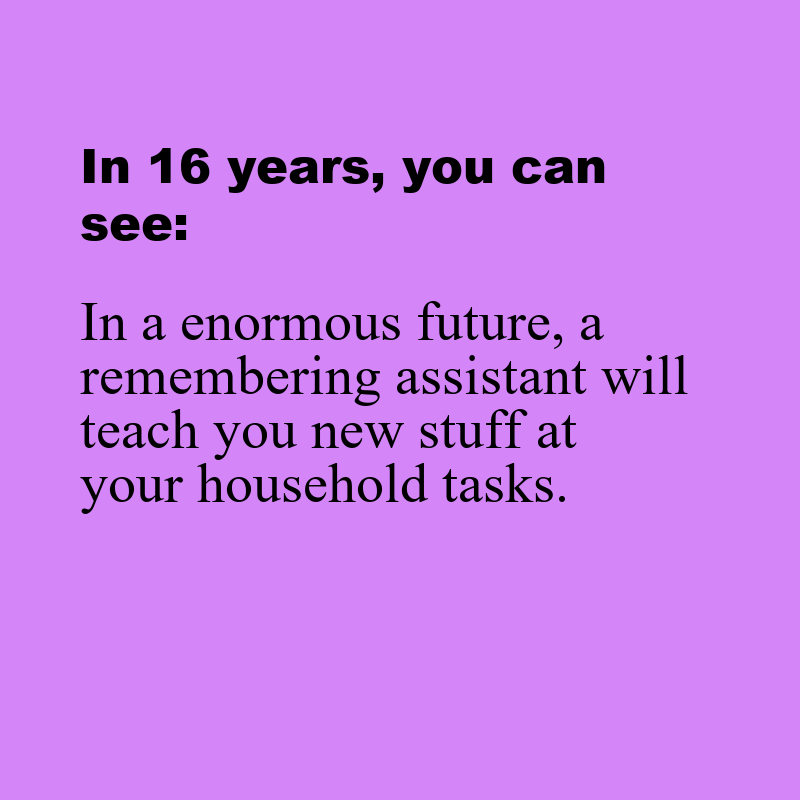 In 16 years, you can
see:
In a enormous future, a
remembering assistant will
teach you new stuff at
your household tasks.